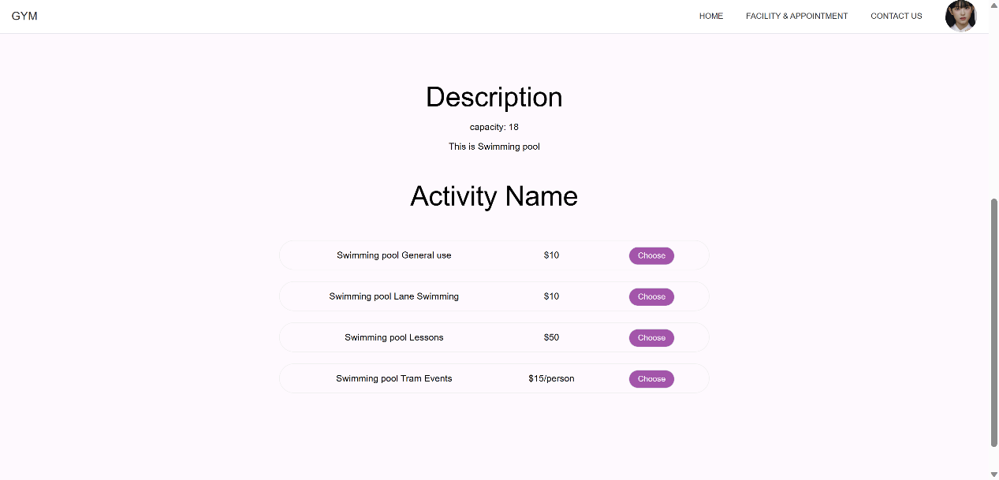 GYM HOME FACILITY & APPOINTMENT CONTACT US
Description
capacity: 18
This is Swimming pool
Activity Name
Swimming pool General use $10 Choose
Swimming pool Lane Swimming $10 Choose
Swimming pool Lessons $50 Choose
Swimming pool Tram Events $15/person Choose